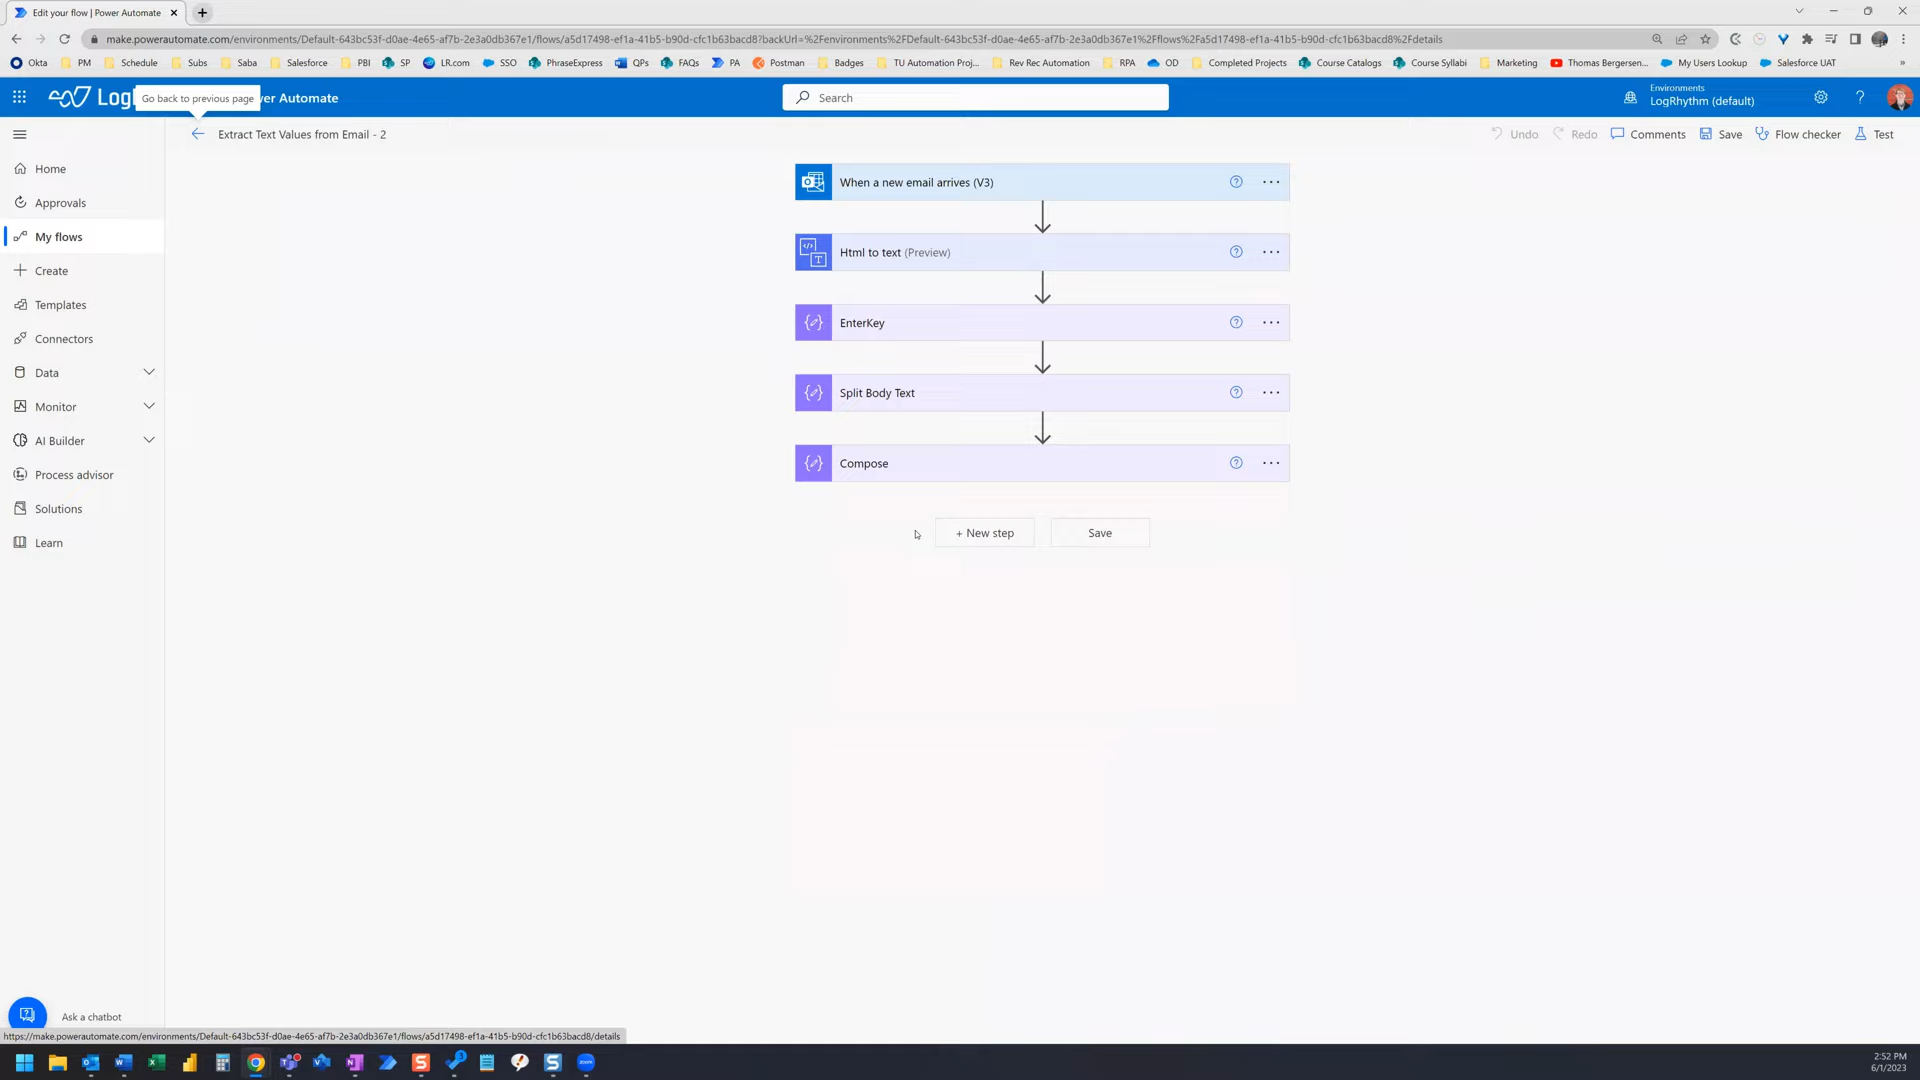 Edit your flow | Power Automate
make.powerautomate.com/environments/Default-643bc53f-d0ae-4e65-af7b-2e3a0db367e1/flows/a5d17498-ef1a-41b5-b90d-cfc1b63bacd8?backUrl=%2Fenvironments%2FDefault-643bc53f-d0ae-4e65-af7b-2e3a0db367e1%2Fflows%2Fa5d17498-ef1a-41b5-b90d-cfc1b63bacd8%2Fdetails
Okta PM Schedule Subs Saba Salesforce PBI SP LR.com SSO PhraseExpress QPs FAQs PA Postman Badges TU Automation Proj... Rev Rec Automation RPA OD Completed Projects Course Catalogs Course Syllabi Marketing Thomas Bergersen... My Users Lookup Salesforce UAT »
Log
Go back to previous page
er Automate
Search
Environments
LogRhythm (default)
Extract Text Values from Email - 2
Undo Redo Comments Save Flow checker Test
Home
Approvals
My flows
Create
Templates
Connectors
Data
Monitor
AI Builder
Process advisor
Solutions
Learn
When a new email arrives (V3)
Html to text (Preview)
EnterKey
Split Body Text
Compose
+ New step
Save
Ask a chatbot
https://make.powerautomate.com/environments/Default-643bc53f-d0ae-4e65-af7b-2e3a0db367e1/flows/a5d17498-ef1a-41b5-b90d-cfc1b63bacd8/details
zoom
2:52 PM
6/1/2023